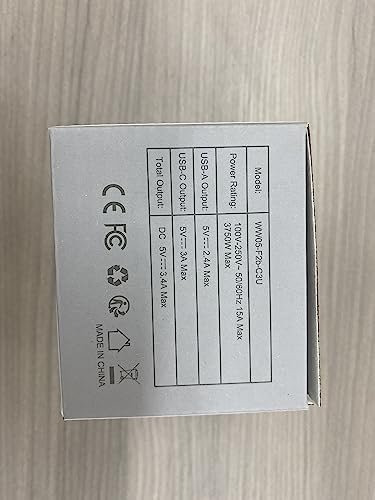 Model: WW05-F2b-C3U
Power Rating: 100V-250V~ 50/60Hz 15A Max
3750W Max
USB-A Output: 5V⎓ 2.4A Max
USB-C Output: 5V⎓ 3A Max
Total Output: DC 5V⎓ 3.4A Max
CE FC
MADE IN CHINA